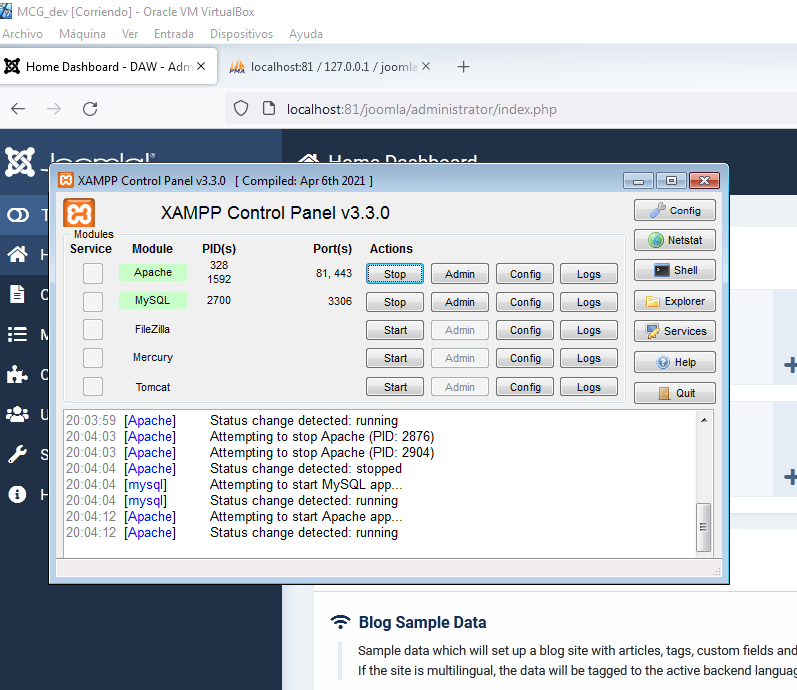 MCG_dev [Corriendo] - Oracle VM VirtualBox
Archivo Máquina Ver Entrada Dispositivos Ayuda
Home Dashboard - DAW - Adm
localhost:81 / 127.0.0.1 / joomla
localhost:81/joomla/administrator/index.php
Joomla!
Home Dashboard
XAMPP Control Panel v3.3.0 [ Compiled: Apr 6th 2021 ]
XAMPP Control Panel v3.3.0
Config
Modules
Service Module PID(s) Port(s) Actions
Netstat
Apache 328 1592 81, 443 Stop Admin Config Logs
Shell
MySQL 2700 3306 Stop Admin Config Logs
Explorer
FileZilla Start Admin Config Logs
Services
Mercury Start Admin Config Logs
Help
Tomcat Start Admin Config Logs
Quit
20:03:59 [Apache] Status change detected: running
20:04:03 [Apache] Attempting to stop Apache (PID: 2876)
20:04:03 [Apache] Attempting to stop Apache (PID: 2904)
20:04:04 [Apache] Status change detected: stopped
20:04:04 [mysql] Attempting to start MySQL app...
20:04:04 [mysql] Status change detected: running
20:04:12 [Apache] Attempting to start Apache app...
20:04:12 [Apache] Status change detected: running
Blog Sample Data
Sample data which will set up a blog site with articles, tags, custom fields and
If the site is multilingual, the data will be tagged to the active backend